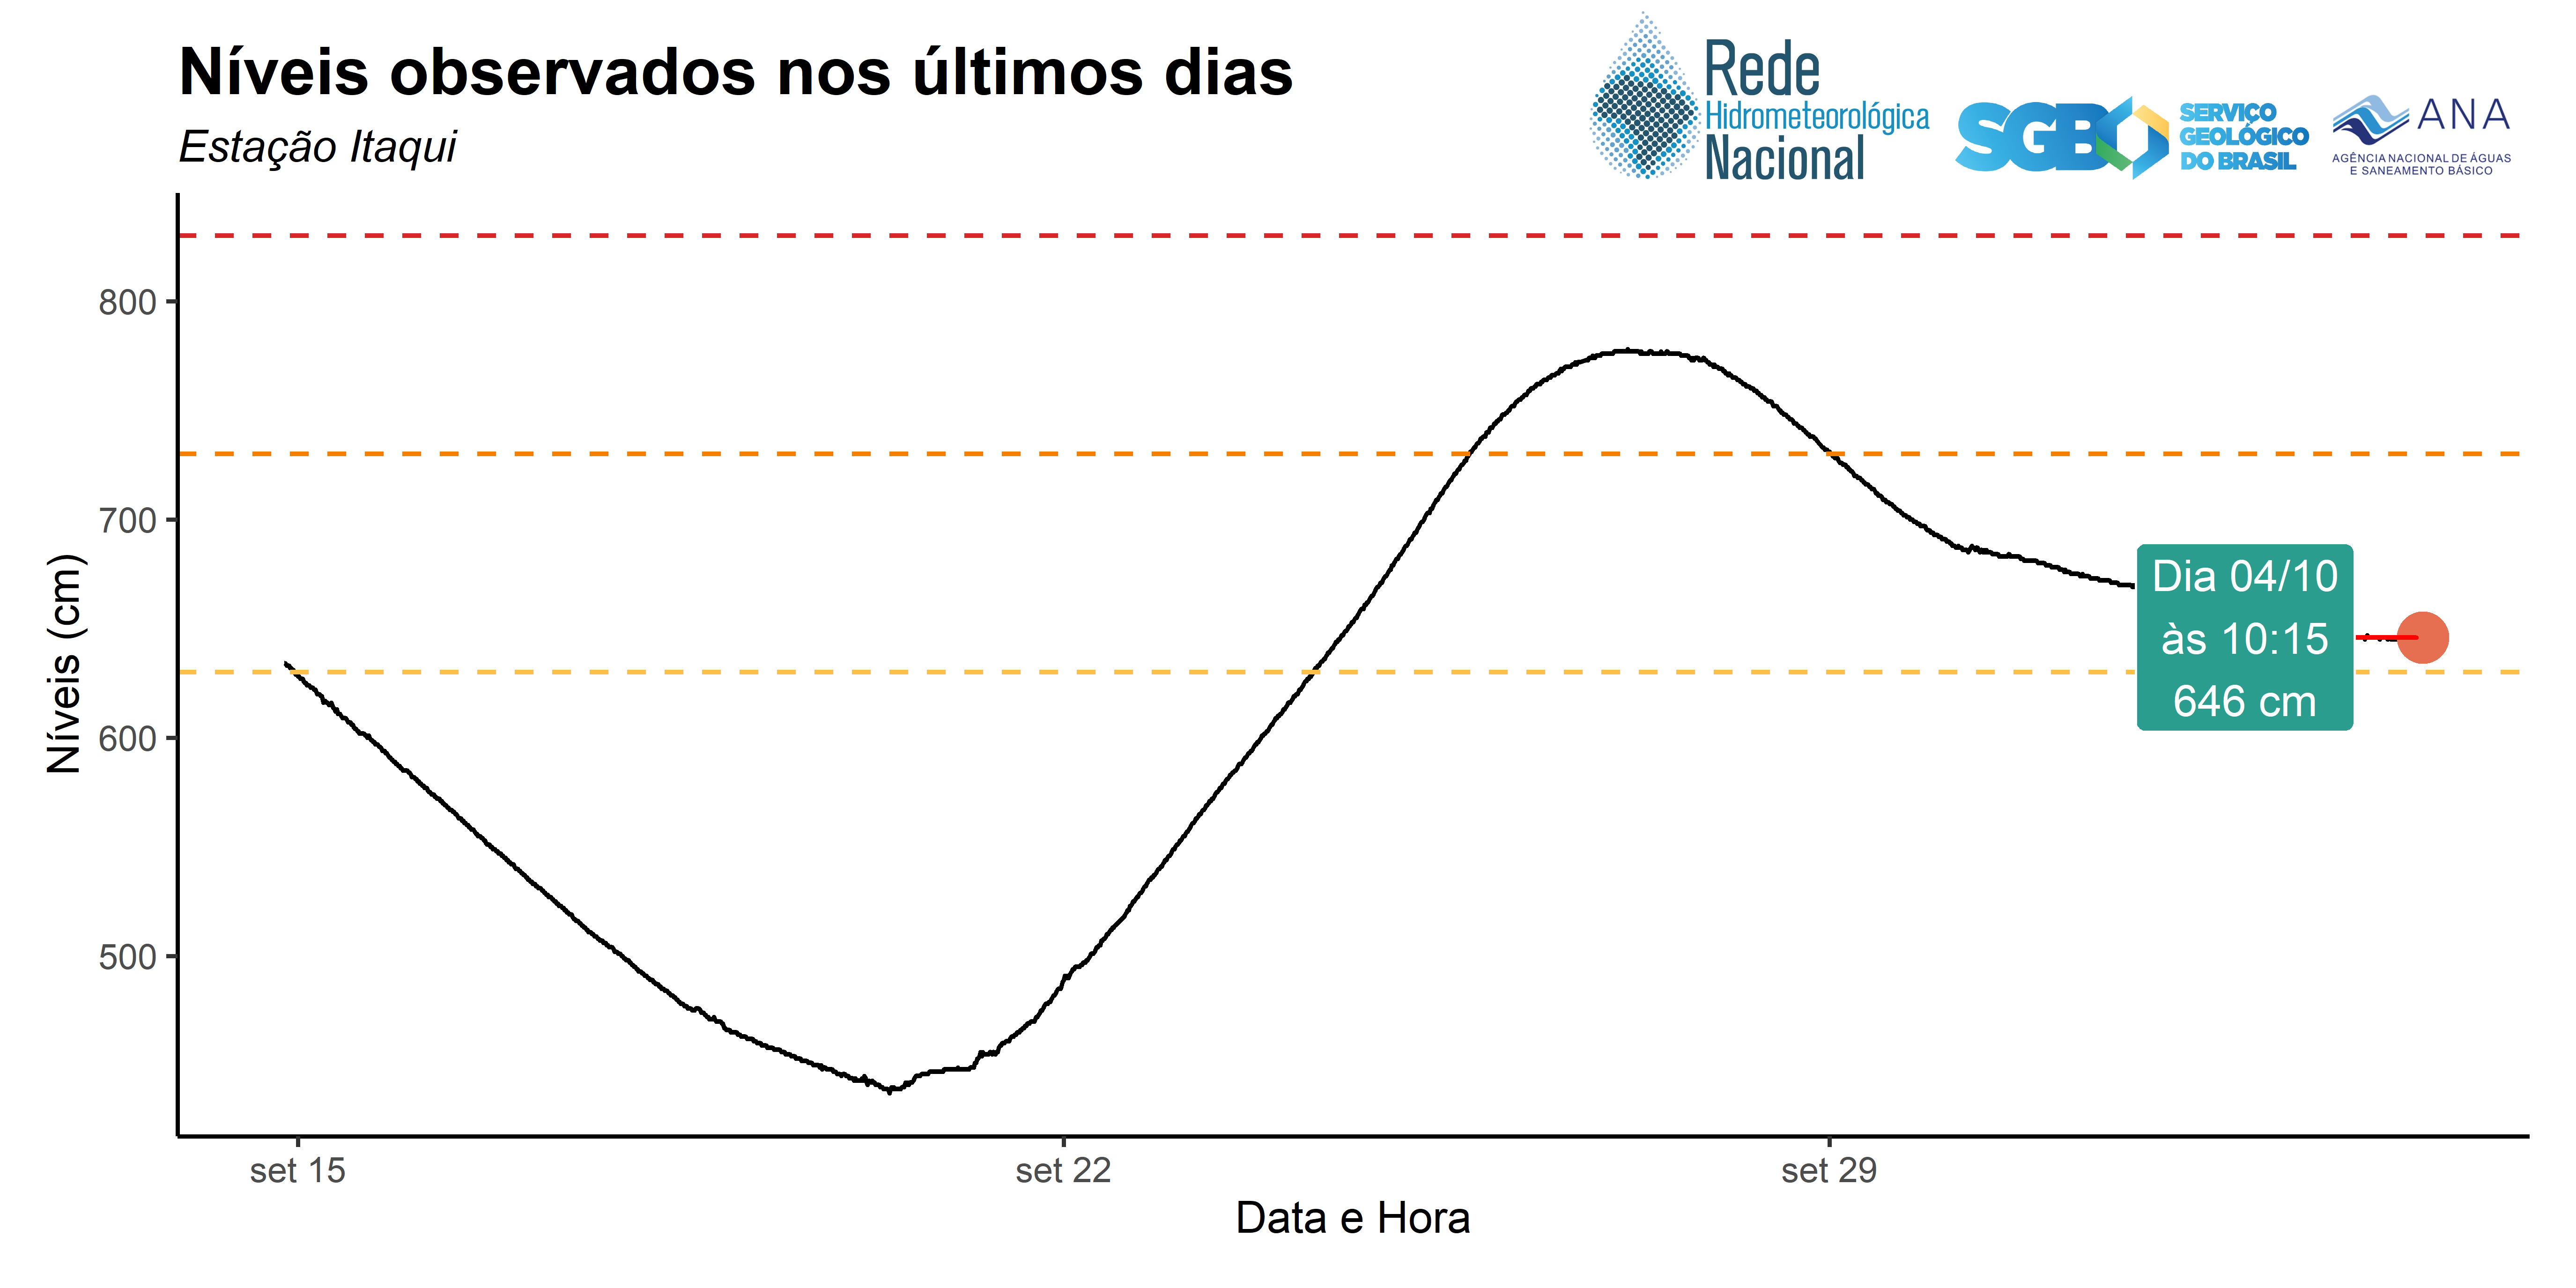 Níveis observados nos últimos dias
Estação Itaqui
Rede
Hidrometeorológica
Nacional
SGB
SERVIÇO
GEOLÓGICO
DO BRASIL
ANA
AGÊNCIA NACIONAL DE ÁGUAS
E SANEAMENTO BÁSICO
Níveis (cm)
800
700
600
500
Dia 04/10
às 10:15
646 cm
set 15
set 22
set 29
Data e Hora